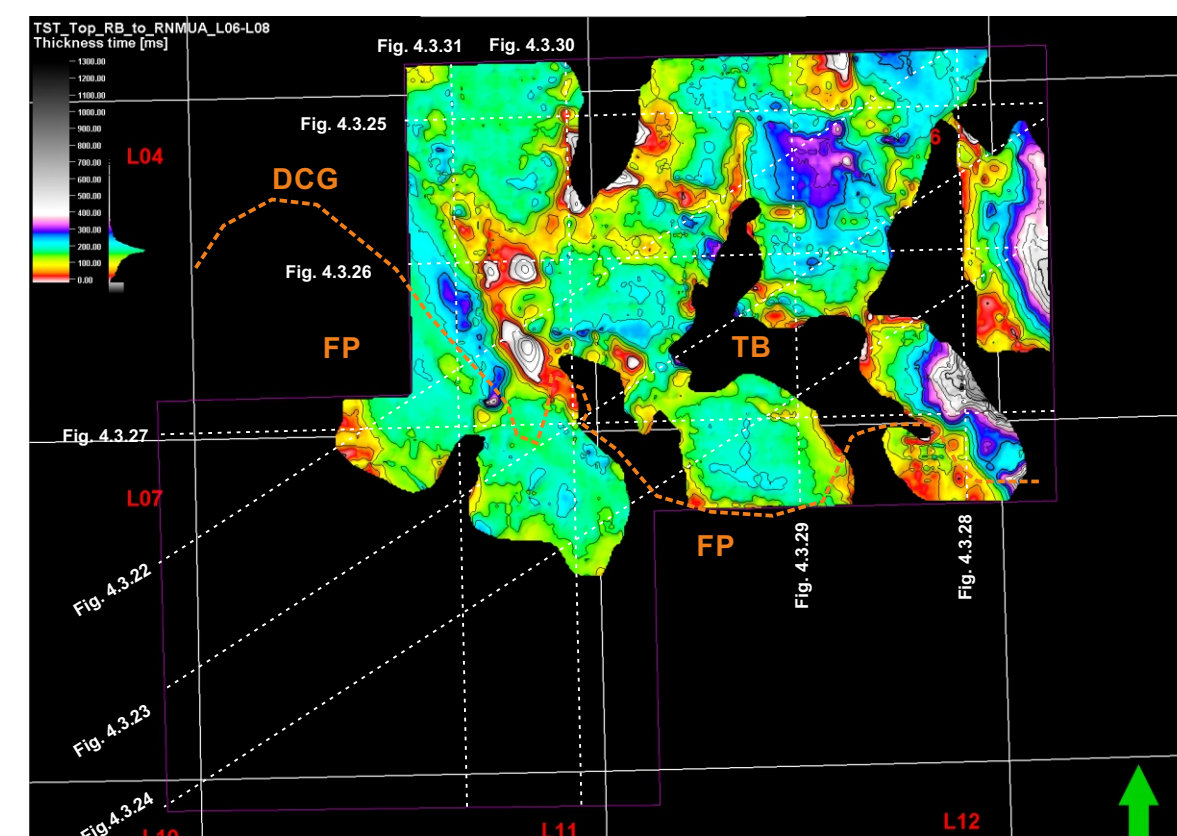 TST_Top_RB_to_RNMUA_L06-L08
Thickness time [ms]
Fig. 4.3.31 Fig. 4.3.30
1300.00
1200.00
1100.00
1000.00
900.00
800.00
700.00
600.00
500.00
400.00
300.00
200.00
100.00
0.00
Fig. 4.3.25
L04
6
DCG
Fig. 4.3.26
FP
TB
Fig. 4.3.27
L07
FP
Fig. 4.3.29
Fig. 4.3.28
Fig. 4.3.22
Fig. 4.3.23
Fig. 4.3.24
L10
L11
L12